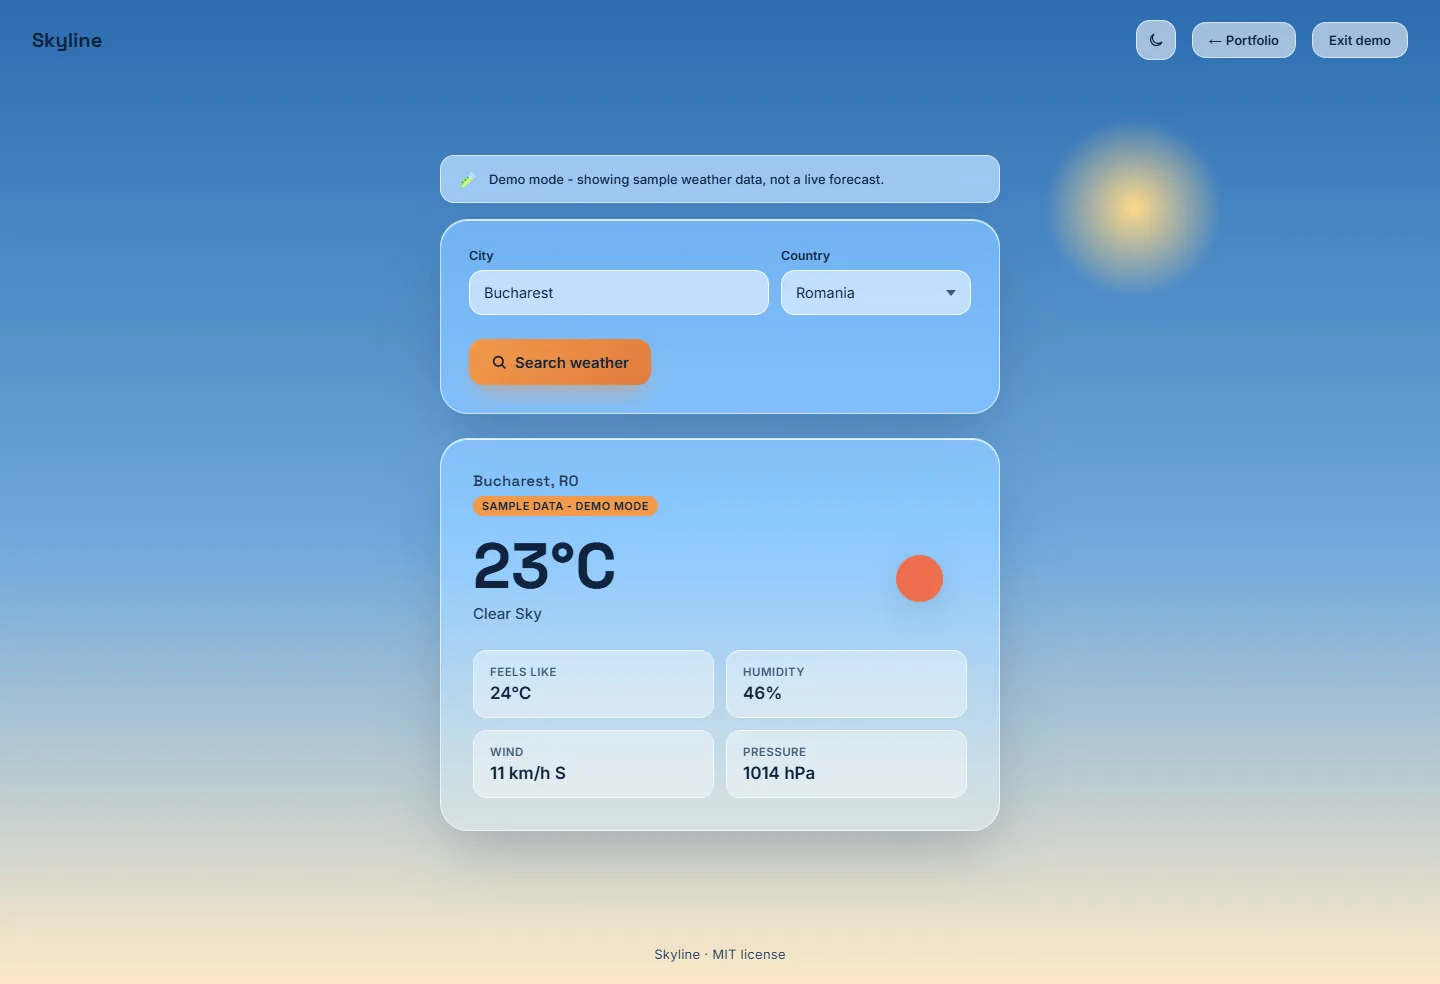 Skyline
← Portfolio
Exit demo
Demo mode - showing sample weather data, not a live forecast.
City
Country
Bucharest
Romania
Search weather
Bucharest, RO
SAMPLE DATA - DEMO MODE
23°C
Clear Sky
FEELS LIKE
24°C
HUMIDITY
46%
WIND
11 km/h S
PRESSURE
1014 hPa
Skyline · MIT license